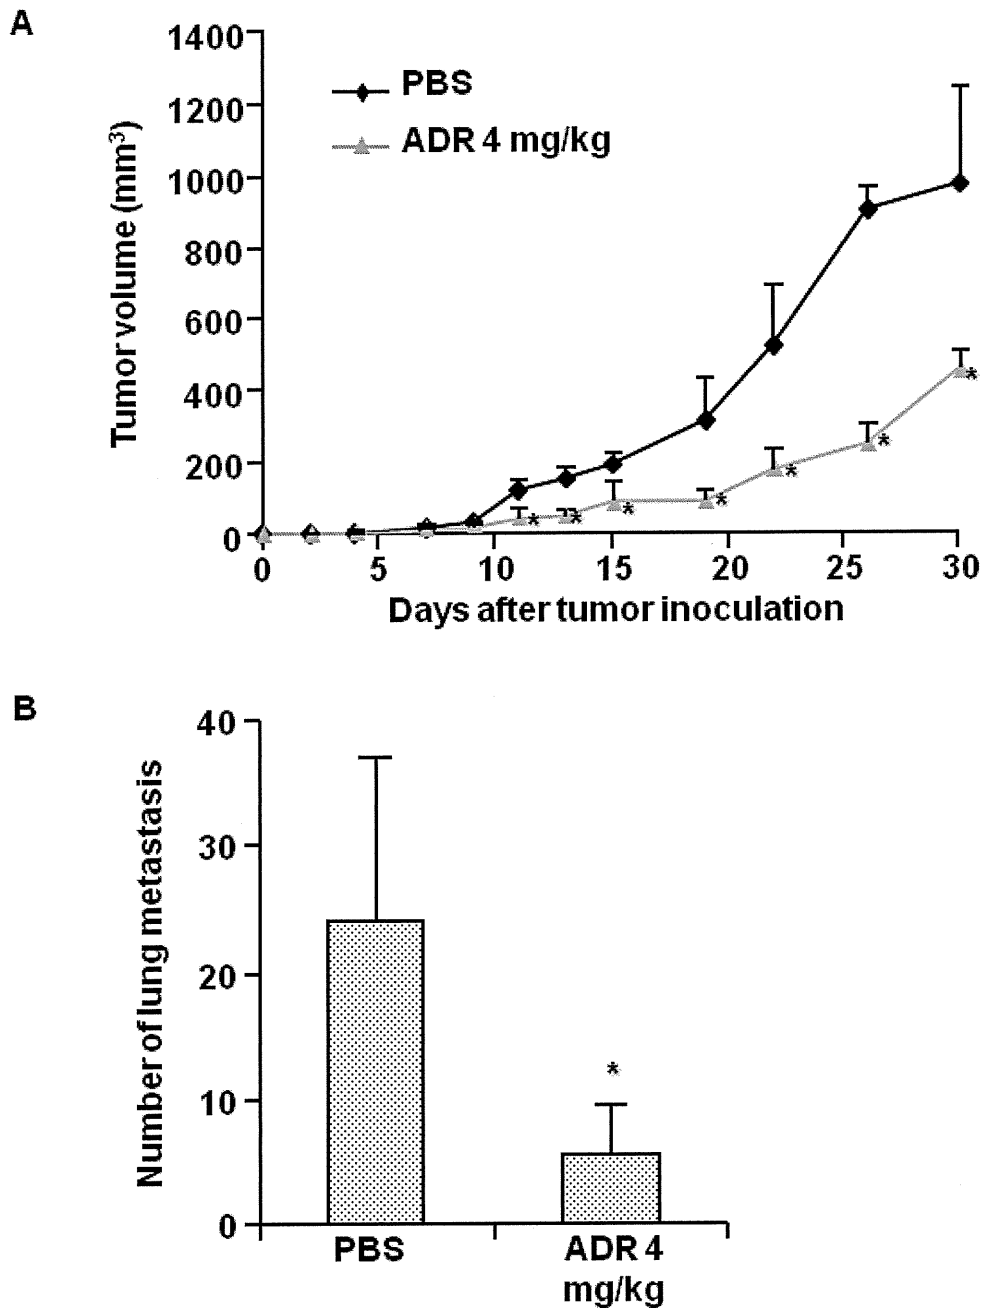 A
1400
1200
1000
800
600
400
200
0
Tumor volume (mm³)
PBS
ADR 4 mg/kg
* * * * * * *
0 5 10 15 20 25 30
Days after tumor inoculation
B
40
30
20
10
0
Number of lung metastasis
*
PBS
ADR 4
mg/kg